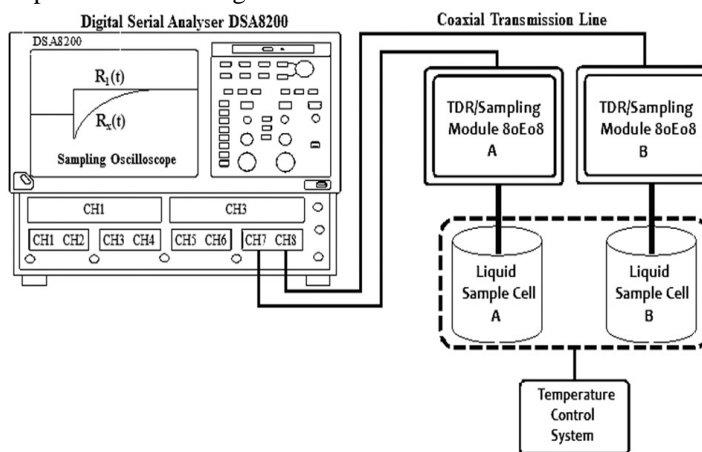 Digital Serial Analyser DSA8200
Coaxial Transmission Line
DSA8200
R₁(t)
Rₓ(t)
Sampling Oscilloscope
CH1
CH3
CH1 CH2
CH3 CH4
CH5 CH6
CH7 CH8
TDR/Sampling
Module 80E08
A
TDR/Sampling
Module 80E08
B
Liquid
Sample Cell
A
Liquid
Sample Cell
B
Temperature
Control
System